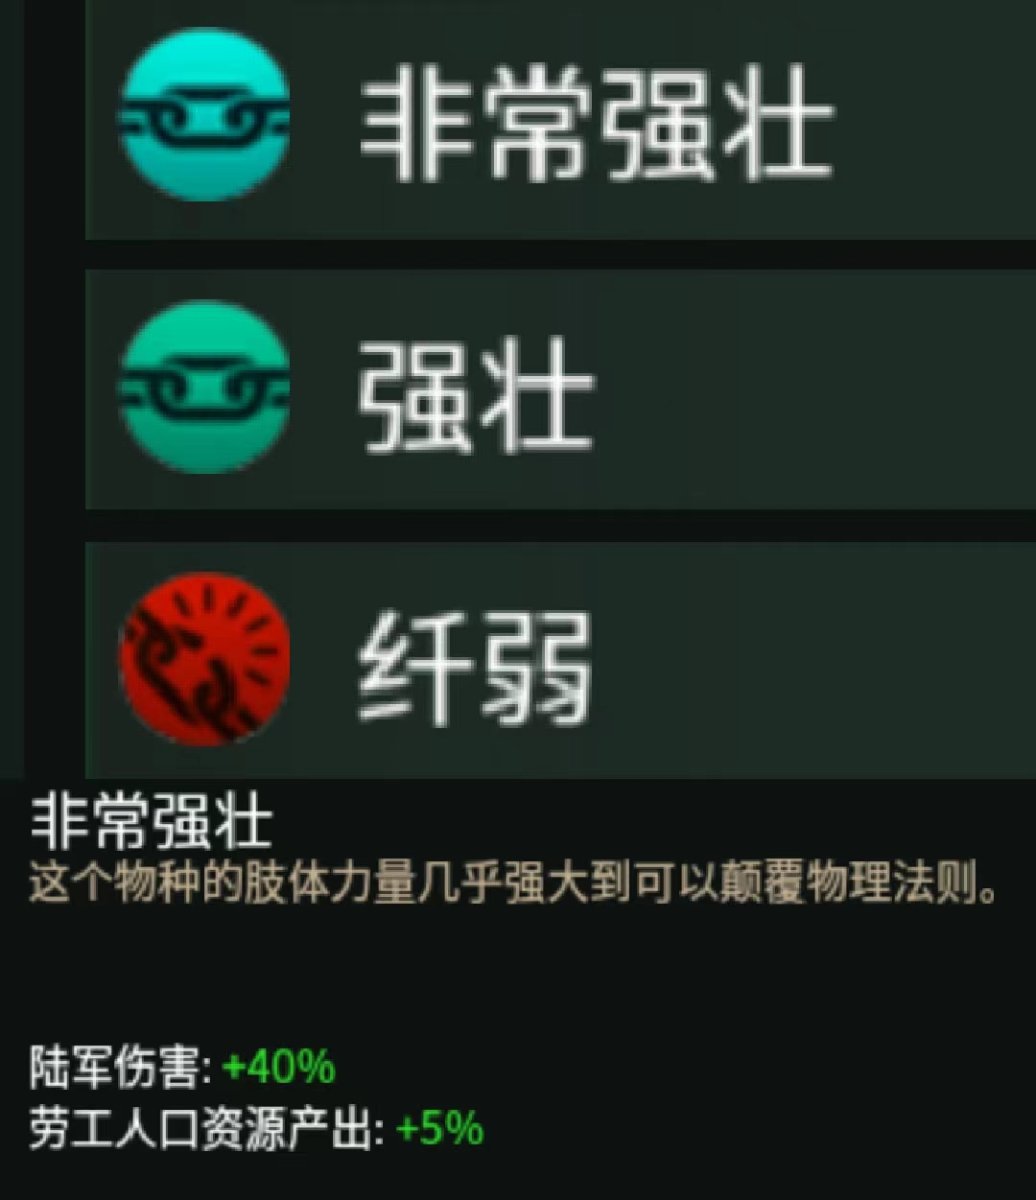 非常强壮
强壮
纤弱
非常强壮
这个物种的肢体力量几乎强大到可以颠覆物理法则。
陆军伤害: +40%
劳工人口资源产出: +5%